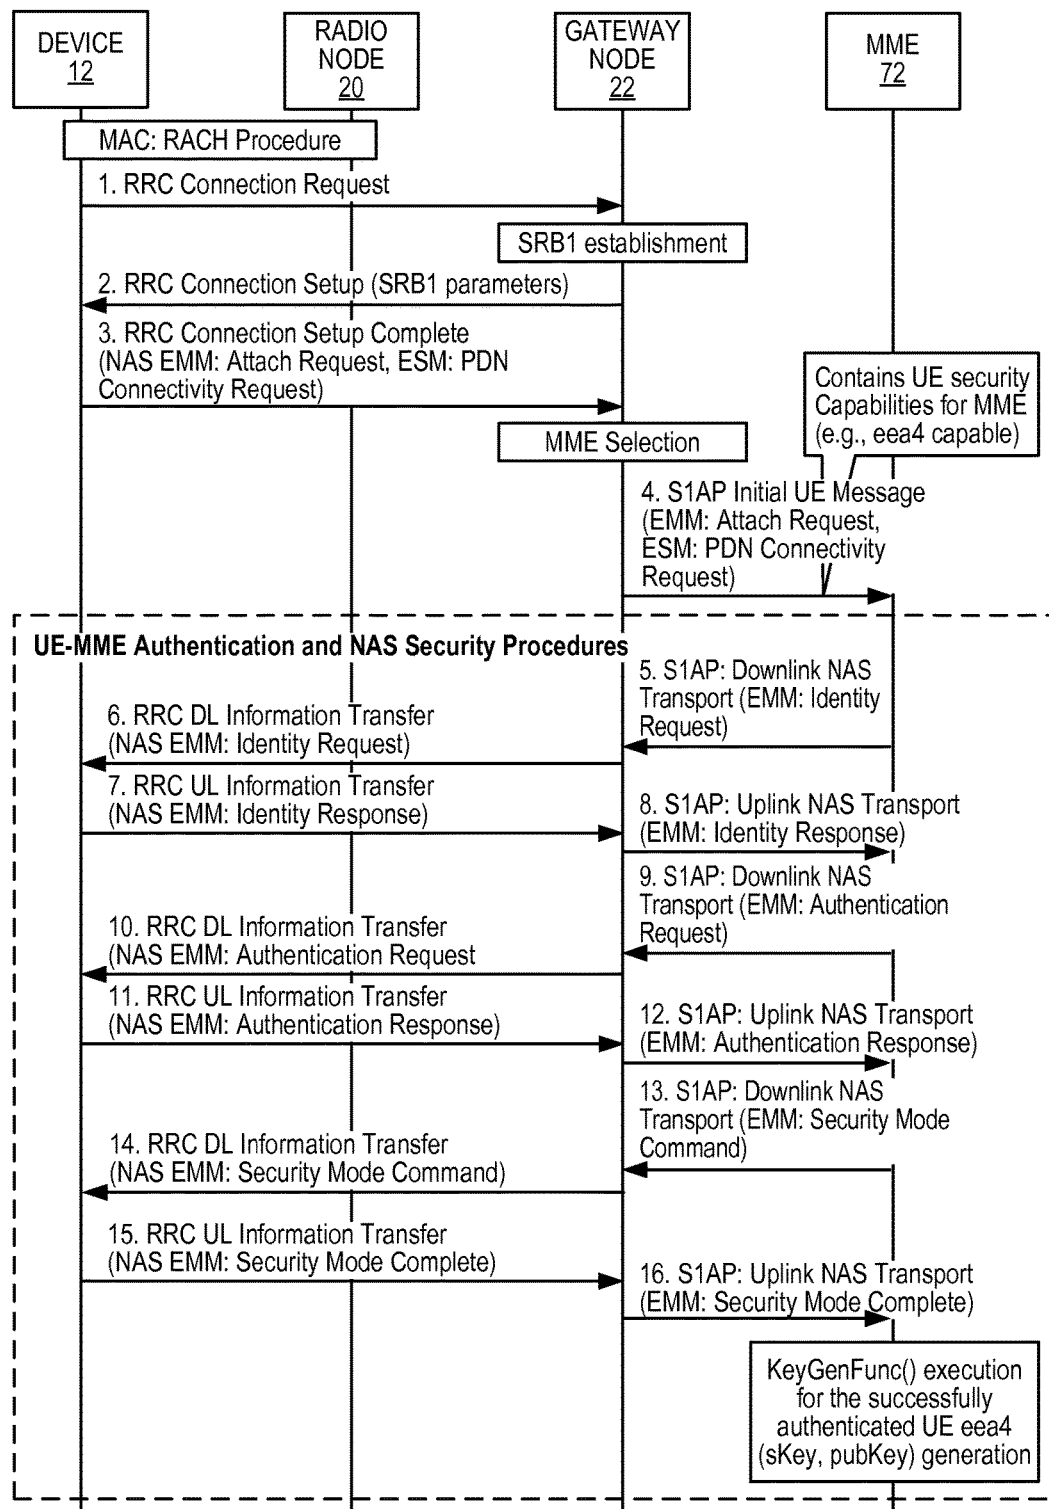 DEVICE
12
RADIO
NODE
20
GATEWAY
NODE
22
MME
72
MAC: RACH Procedure
1. RRC Connection Request
SRB1 establishment
2. RRC Connection Setup (SRB1 parameters)
3. RRC Connection Setup Complete
(NAS EMM: Attach Request, ESM: PDN
Connectivity Request)
Contains UE security
Capabilities for MME
(e.g., eea4 capable)
MME Selection
4. S1AP Initial UE Message
(EMM: Attach Request,
ESM: PDN Connectivity
Request)
UE-MME Authentication and NAS Security Procedures
5. S1AP: Downlink NAS
Transport (EMM: Identity
Request)
6. RRC DL Information Transfer
(NAS EMM: Identity Request)
7. RRC UL Information Transfer
(NAS EMM: Identity Response)
8. S1AP: Uplink NAS Transport
(EMM: Identity Response)
9. S1AP: Downlink NAS
Transport (EMM: Authentication
Request)
10. RRC DL Information Transfer
(NAS EMM: Authentication Request
11. RRC UL Information Transfer
(NAS EMM: Authentication Response)
12. S1AP: Uplink NAS Transport
(EMM: Authentication Response)
13. S1AP: Downlink NAS
Transport (EMM: Security Mode
Command)
14. RRC DL Information Transfer
(NAS EMM: Security Mode Command)
15. RRC UL Information Transfer
(NAS EMM: Security Mode Complete)
16. S1AP: Uplink NAS Transport
(EMM: Security Mode Complete)
KeyGenFunc() execution
for the successfully
authenticated UE eea4
(sKey, pubKey) generation